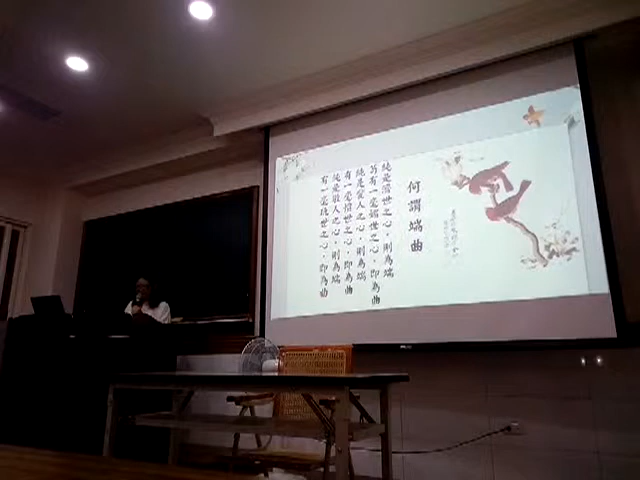 何謂端曲
純是濟世之心，則為端
苟有一毫媚世之心，即為曲
純是愛人之心，則為端
有一毫憤世之心，即為曲
純是敬人之心，則為端
有一毫玩世之心，即為曲